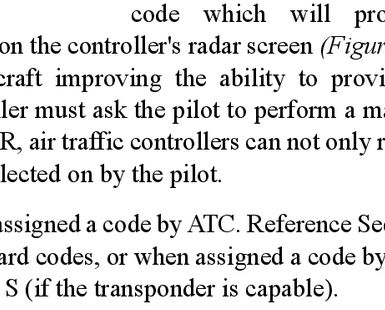 code which will
on the controller's radar screen (Figur
craft improving the ability to provi
ller must ask the pilot to perform a ma
R, air traffic controllers can not only r
lected on by the pilot.
assigned a code by ATC. Reference Sec
ard codes, or when assigned a code by
S (if the transponder is capable).